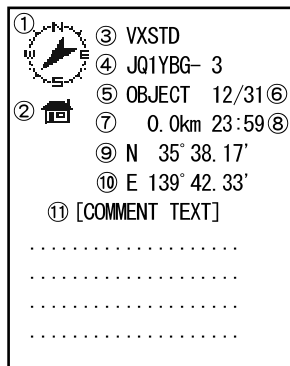 ① N
W E
S
③ VXSTD
④ JQ1YBG- 3
⑤ OBJECT 12/31⑥
② ⑦ 0.0km 23:59⑧
⑨ N 35°38.17'
⑩ E 139°42.33'
⑪ [COMMENT TEXT]
.....................
.....................
.....................
.....................